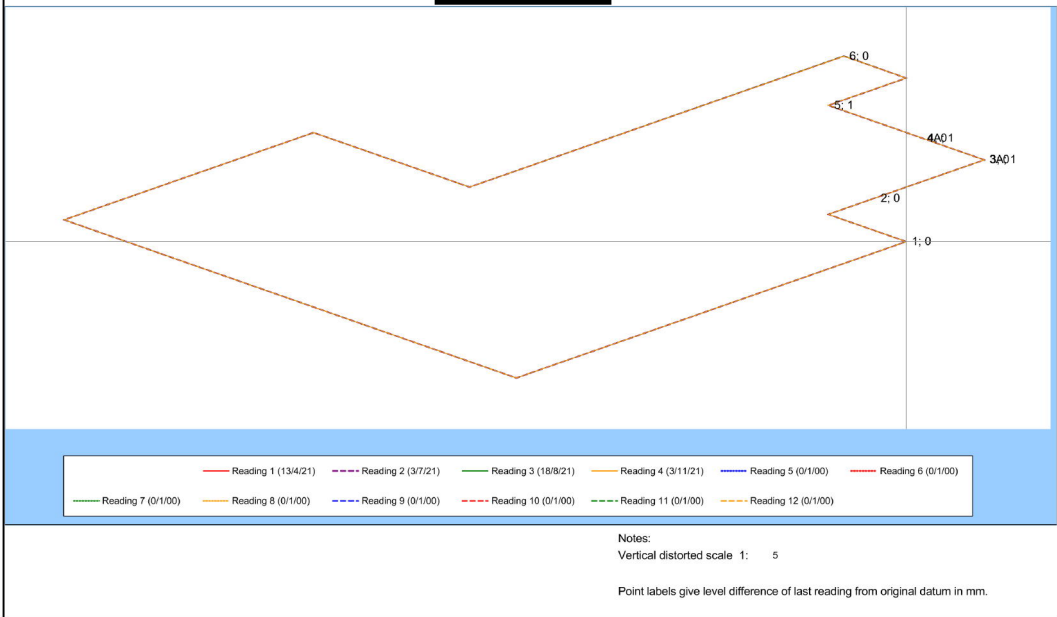 6; 0
5; 1
2; 0
1; 0
Reading 1 (13/4/21) Reading 2 (3/7/21) Reading 3 (18/8/21) Reading 4 (3/11/21) Reading 5 (0/1/00) Reading 6 (0/1/00)
Reading 7 (0/1/00) Reading 8 (0/1/00) Reading 9 (0/1/00) Reading 10 (0/1/00) Reading 11 (0/1/00) Reading 12 (0/1/00)
Notes:
Vertical distorted scale 1: 5
Point labels give level difference of last reading from original datum in mm.